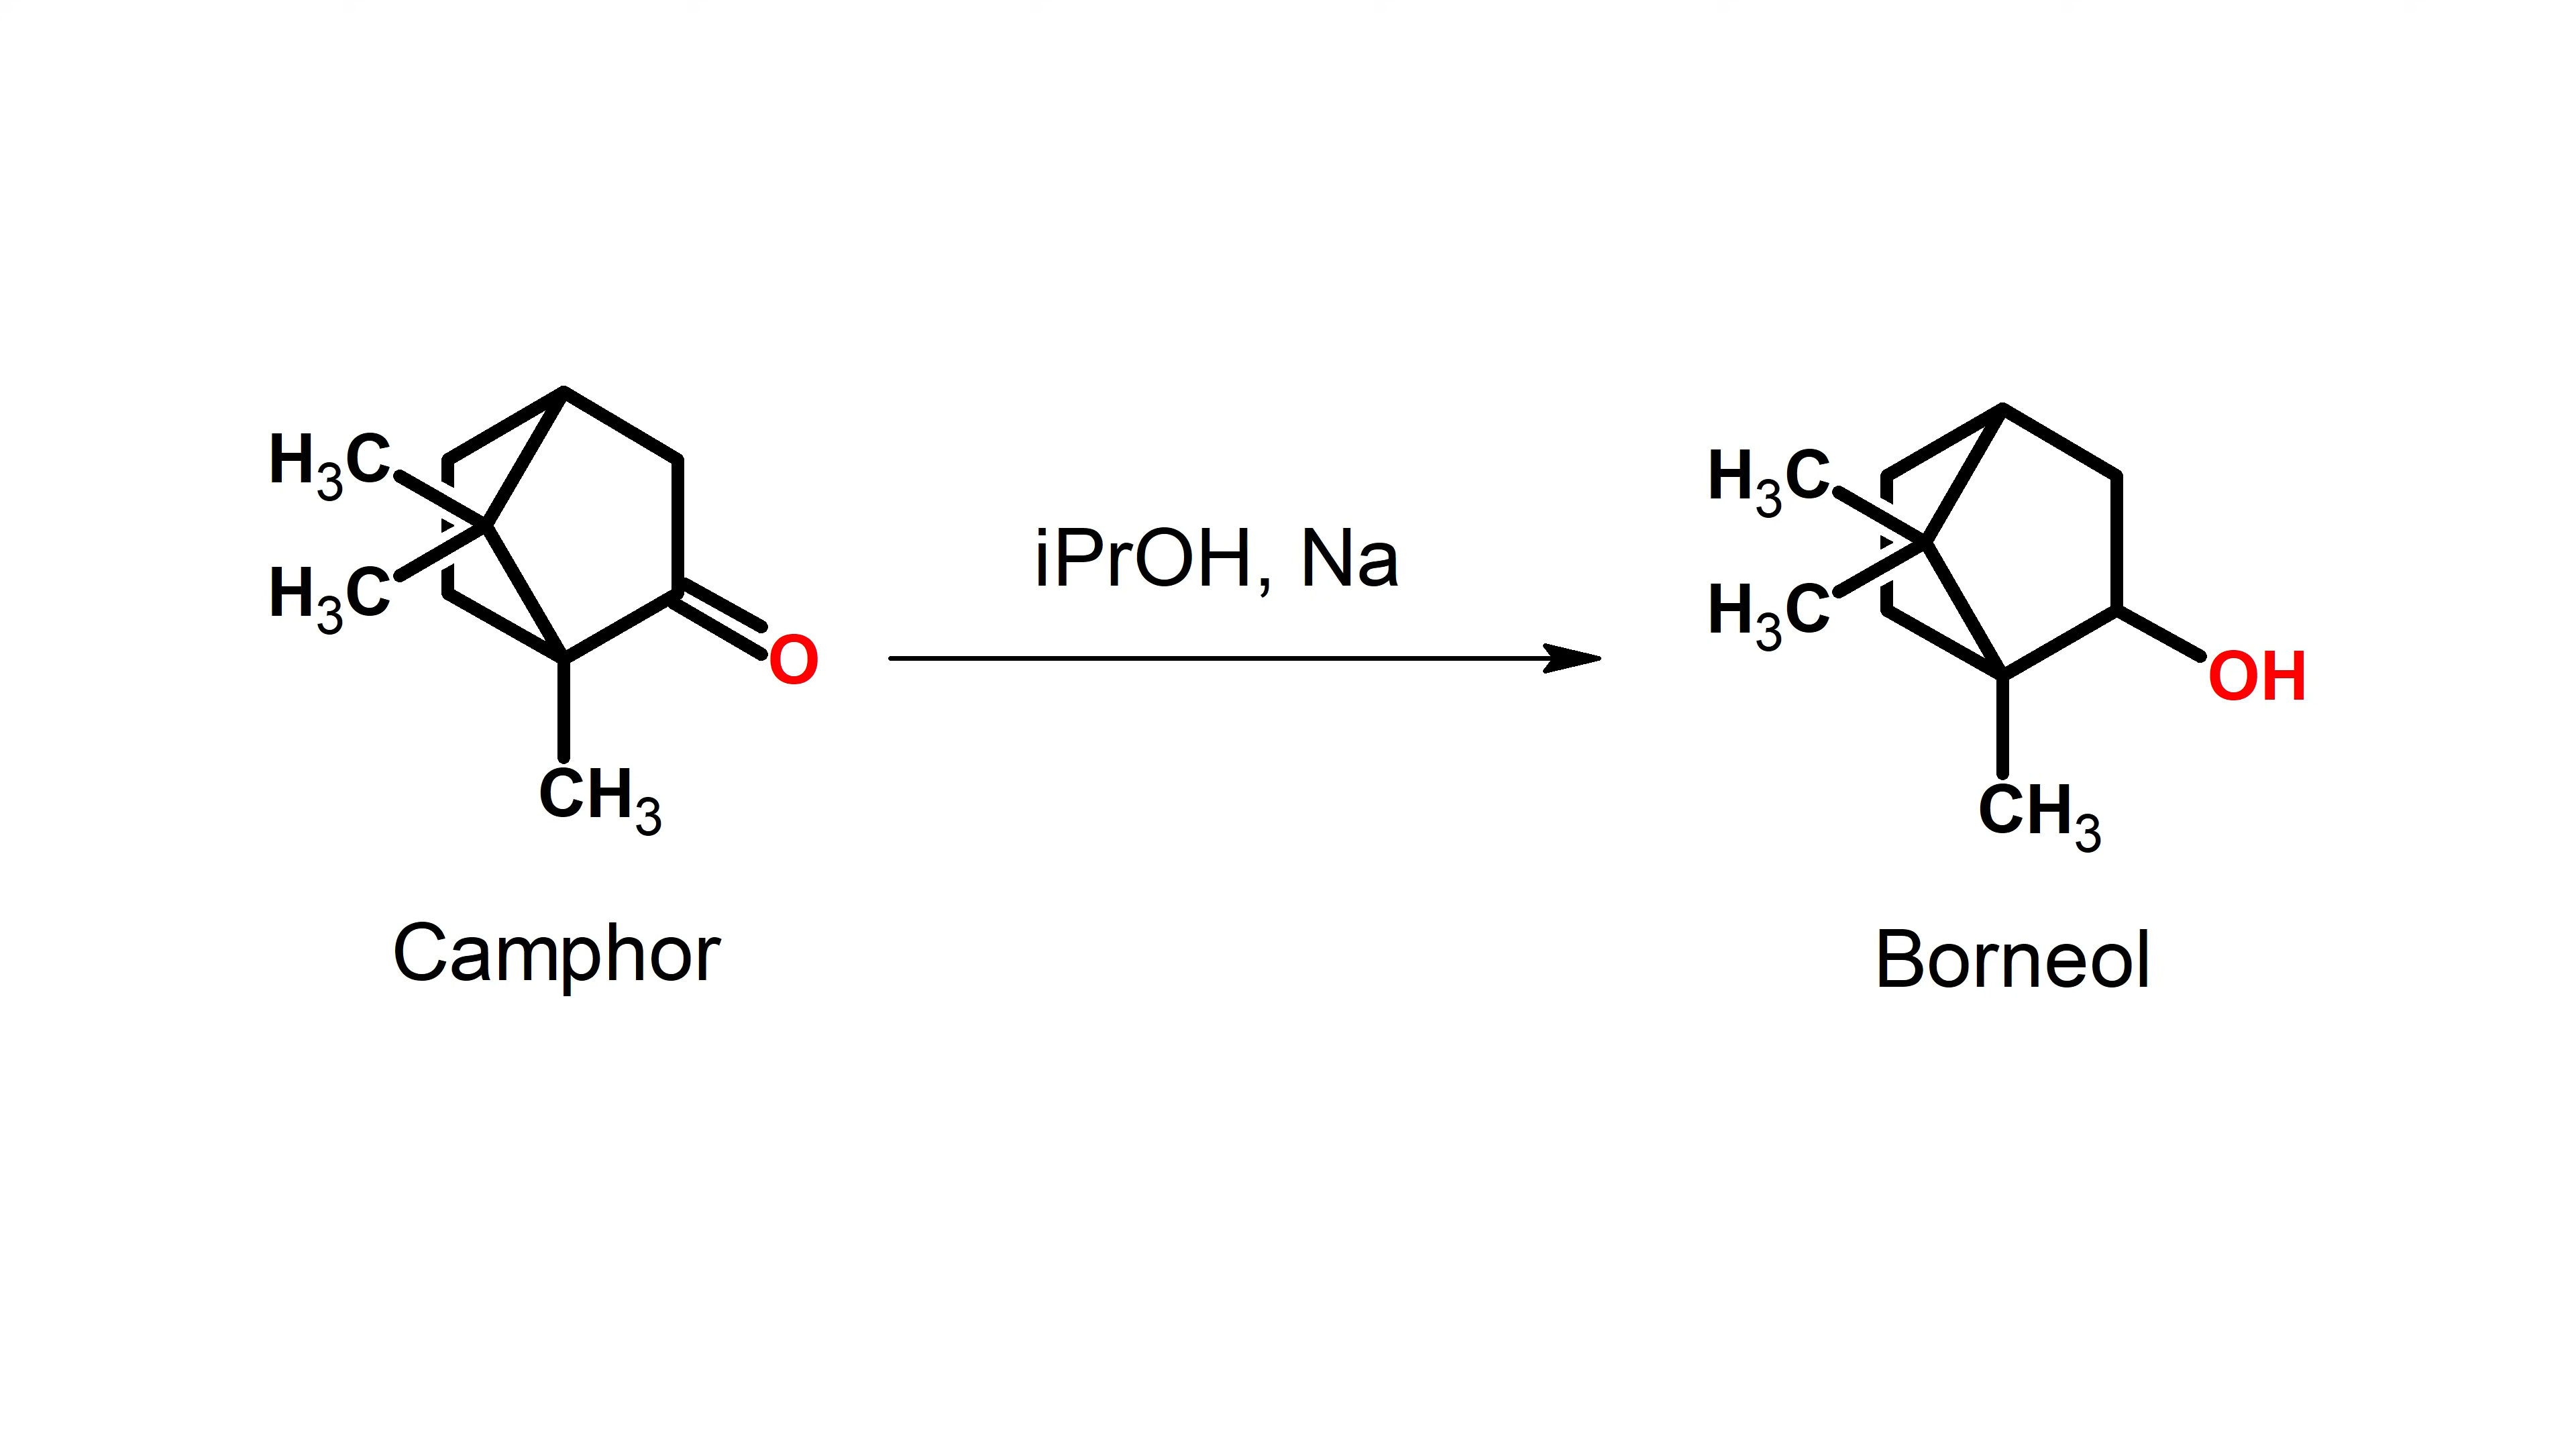 H3C
H3C
O
CH3
Camphor
iPrOH, Na
H3C
H3C
OH
CH3
Borneol